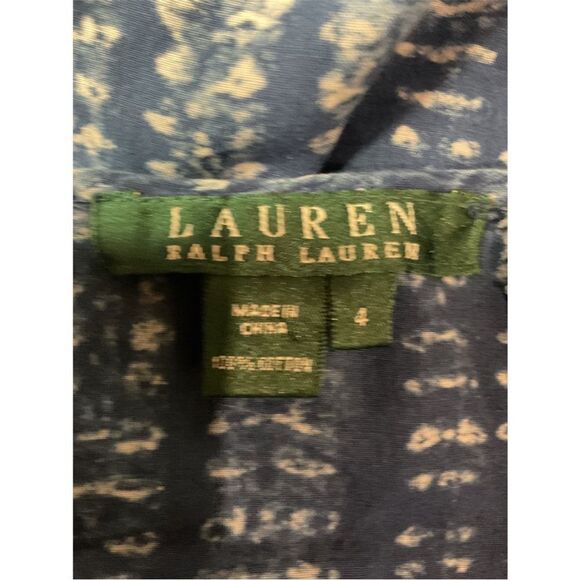 LAUREN
RALPH LAUREN
MADE IN
CHINA
4
100% COTTON